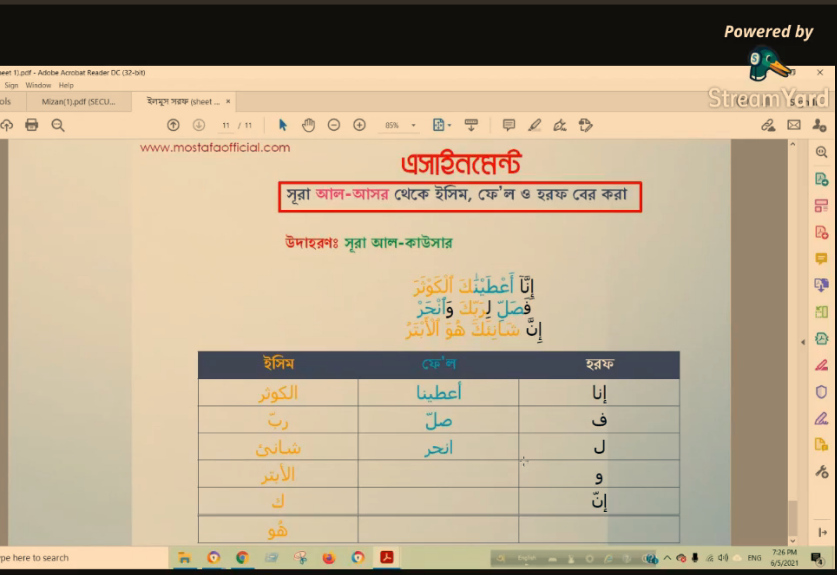 Powered by
StreamYard
eet 1).pdf - Adobe Acrobat Reader DC (32-bit)
Sign Window Help
ols Mizan(1).pdf (SECU... ইলমুস সরফ (sheet ... ×
11 / 11 85%
www.mostafaofficial.com
এসাইনমেন্ট
সূরা আল-আসর থেকে ইসিম, ফে'ল ও হরফ বের করা
উদাহরণঃ সূরা আল-কাউসার
إِنَّآ أَعْطَيْنَٰكَ ٱلْكَوْثَرَ
فَصَلِّ لِرَبِّكَ وَٱنْحَرْ
إِنَّ شَانِئَكَ هُوَ ٱلْأَبْتَرُ
ইসিম ফে'ল হরফ
الكوثر أعطينا إنا
ربّ صلّ ف
شانئ انحر ل
الأبتر و
ك إنّ
هُو
pe here to search English ENG 7:26 PM
6/5/2021